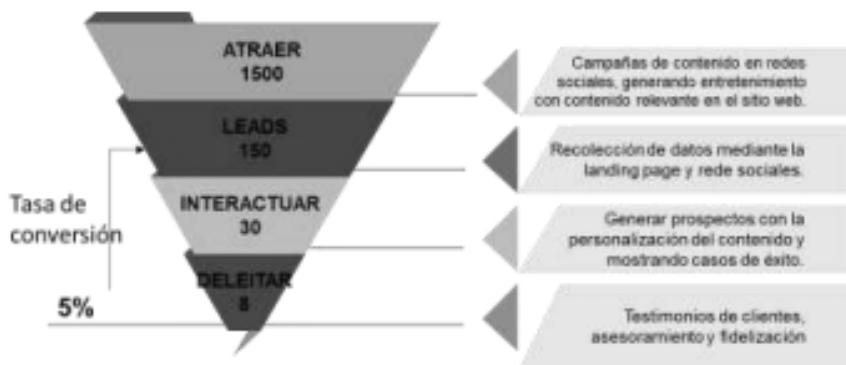 ATRAER
1500
Campañas de contenido en redes
sociales, generando entretenimiento
con contenido relevante en el sitio web.
LEADS
150
Recolección de datos mediante la
landing page y rede sociales.
INTERACTUAR
30
Generar prospectos con la
personalización del contenido y
mostrando casos de éxito.
Tasa de
conversión
DELEITAR
8
5%
Testimonios de clientes,
asesoramiento y fidelización